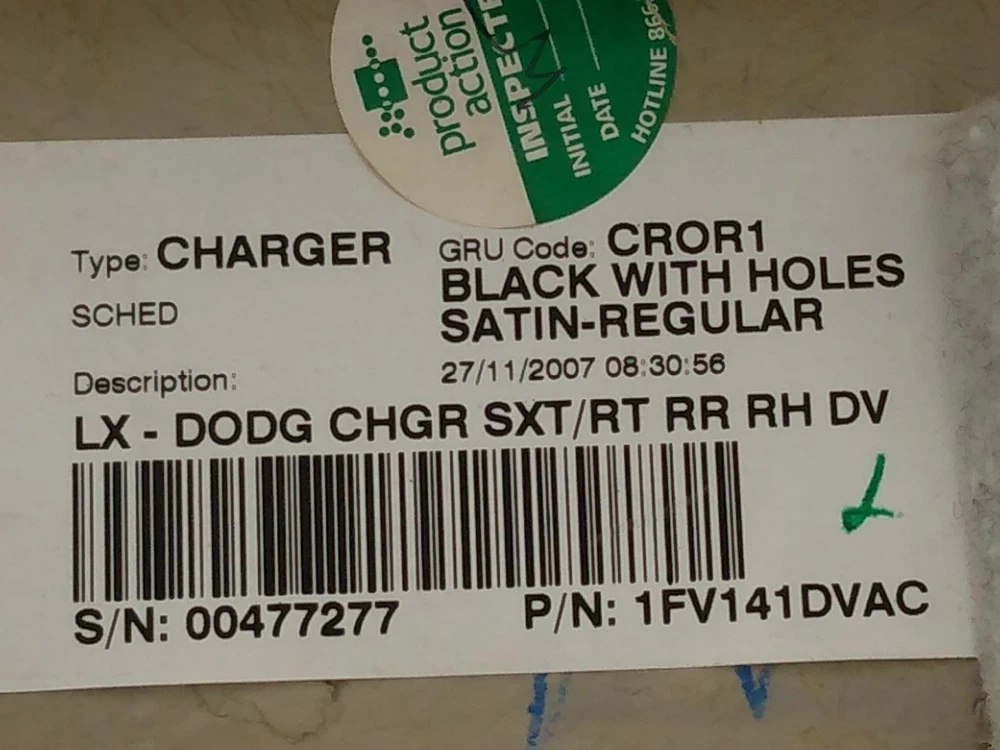 product
action
INSPECT
INITIAL
DATE
HOTLINE 866
Type: CHARGER
GRU Code: CROR1
BLACK WITH HOLES
SCHED
SATIN-REGULAR
27/11/2007 08:30:56
Description:
LX - DODG CHGR SXT/RT RR RH DV
S/N: 00477277
P/N: 1FV141DVAC